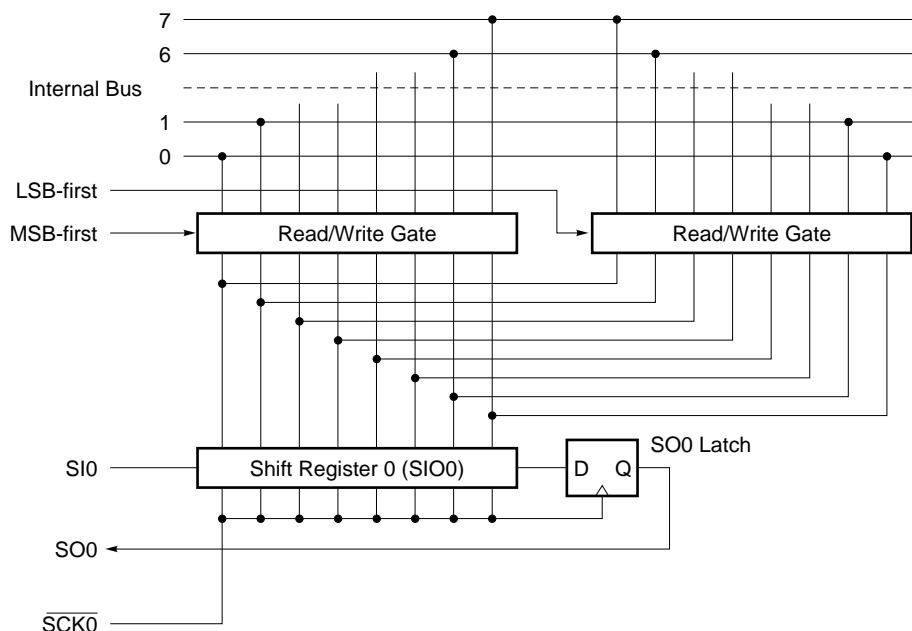 7
6
Internal Bus
1
0
LSB-first
MSB-first
Read/Write Gate
Read/Write Gate
SO0 Latch
SI0
Shift Register 0 (SIO0)
D Q
SO0
SCK0